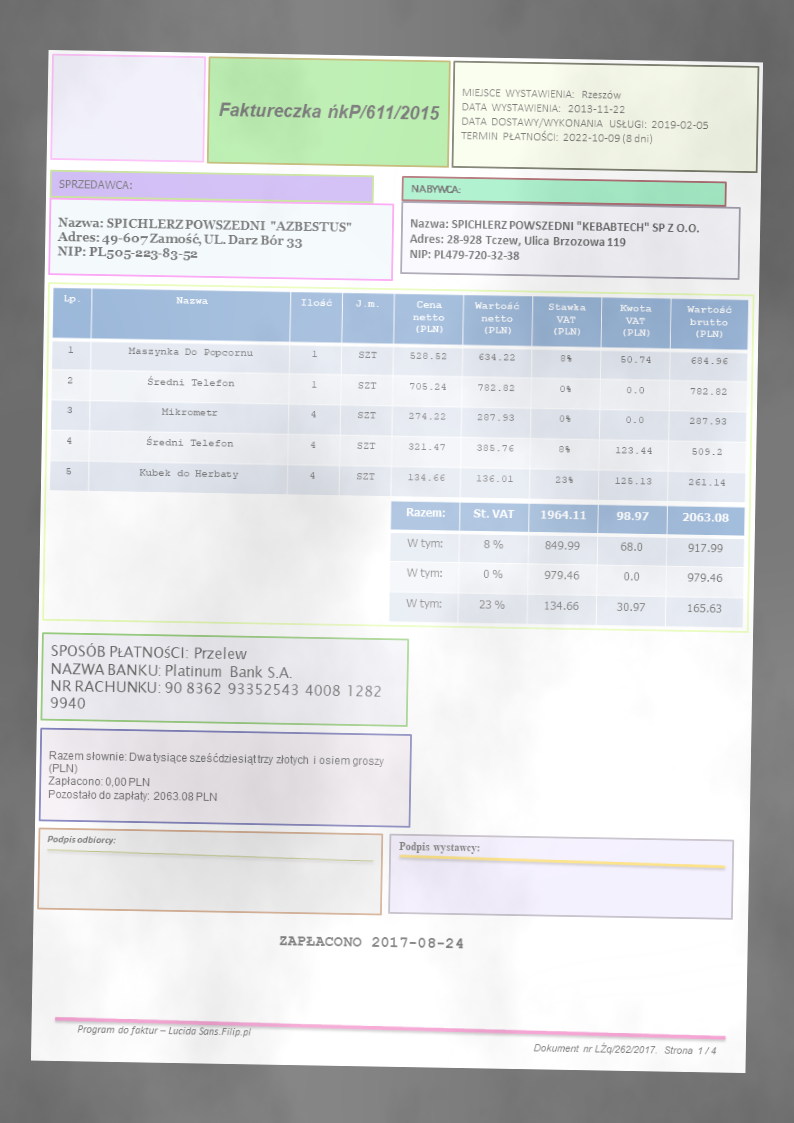 Faktureczka ńkP/611/2015
MIEJSCE WYSTAWIENIA: Rzeszów
DATA WYSTAWIENIA: 2013-11-22
DATA DOSTAWY/WYKONANIA USŁUGI: 2019-02-05
TERMIN PŁATNOŚCI: 2022-10-09 (8 dni)
SPRZEDAWCA:
Nazwa: SPICHLERZ POWSZEDNI "AZBESTUS"
Adres: 49-607 Zamość, UL. Darz Bór 33
NIP: PL505-223-83-52
NABYWCA:
Nazwa: SPICHLERZ POWSZEDNI "KEBABTECH" SP Z O.O.
Adres: 28-928 Tczew, Ulica Brzozowa 119
NIP: PL479-720-32-38
Lp. Nazwa Ilość J.m. Cena netto (PLN) Wartość netto (PLN) Stawka VAT (PLN) Kwota VAT (PLN) Wartość brutto (PLN)
1 Maszynka Do Popcornu 1 SZT 528.52 634.22 8% 50.74 684.96
2 Średni Telefon 1 SZT 705.24 782.82 0% 0.0 782.82
3 Mikrometr 4 SZT 274.22 287.93 0% 0.0 287.93
4 Średni Telefon 4 SZT 321.47 385.76 8% 123.44 509.2
5 Kubek do Herbaty 4 SZT 134.66 136.01 23% 125.13 261.14
Razem: St. VAT 1964.11 98.97 2063.08
W tym: 8 % 849.99 68.0 917.99
W tym: 0 % 979.46 0.0 979.46
W tym: 23 % 134.66 30.97 165.63
SPOSÓB PŁATNOŚCI: Przelew
NAZWA BANKU: Platinum Bank S.A.
NR RACHUNKU: 90 8362 93352543 4008 1282
9940
Razem słownie: Dwa tysiące sześćdziesiąt trzy złotych i osiem groszy
(PLN)
Zapłacono: 0,00 PLN
Pozostało do zapłaty: 2063.08 PLN
Podpis odbiorcy:
Podpis wystawcy:
ZAPŁACONO 2017-08-24
Program do faktur – Lucida Sans.Filip.pl
Dokument nr LŻq/262/2017. Strona 1 / 4